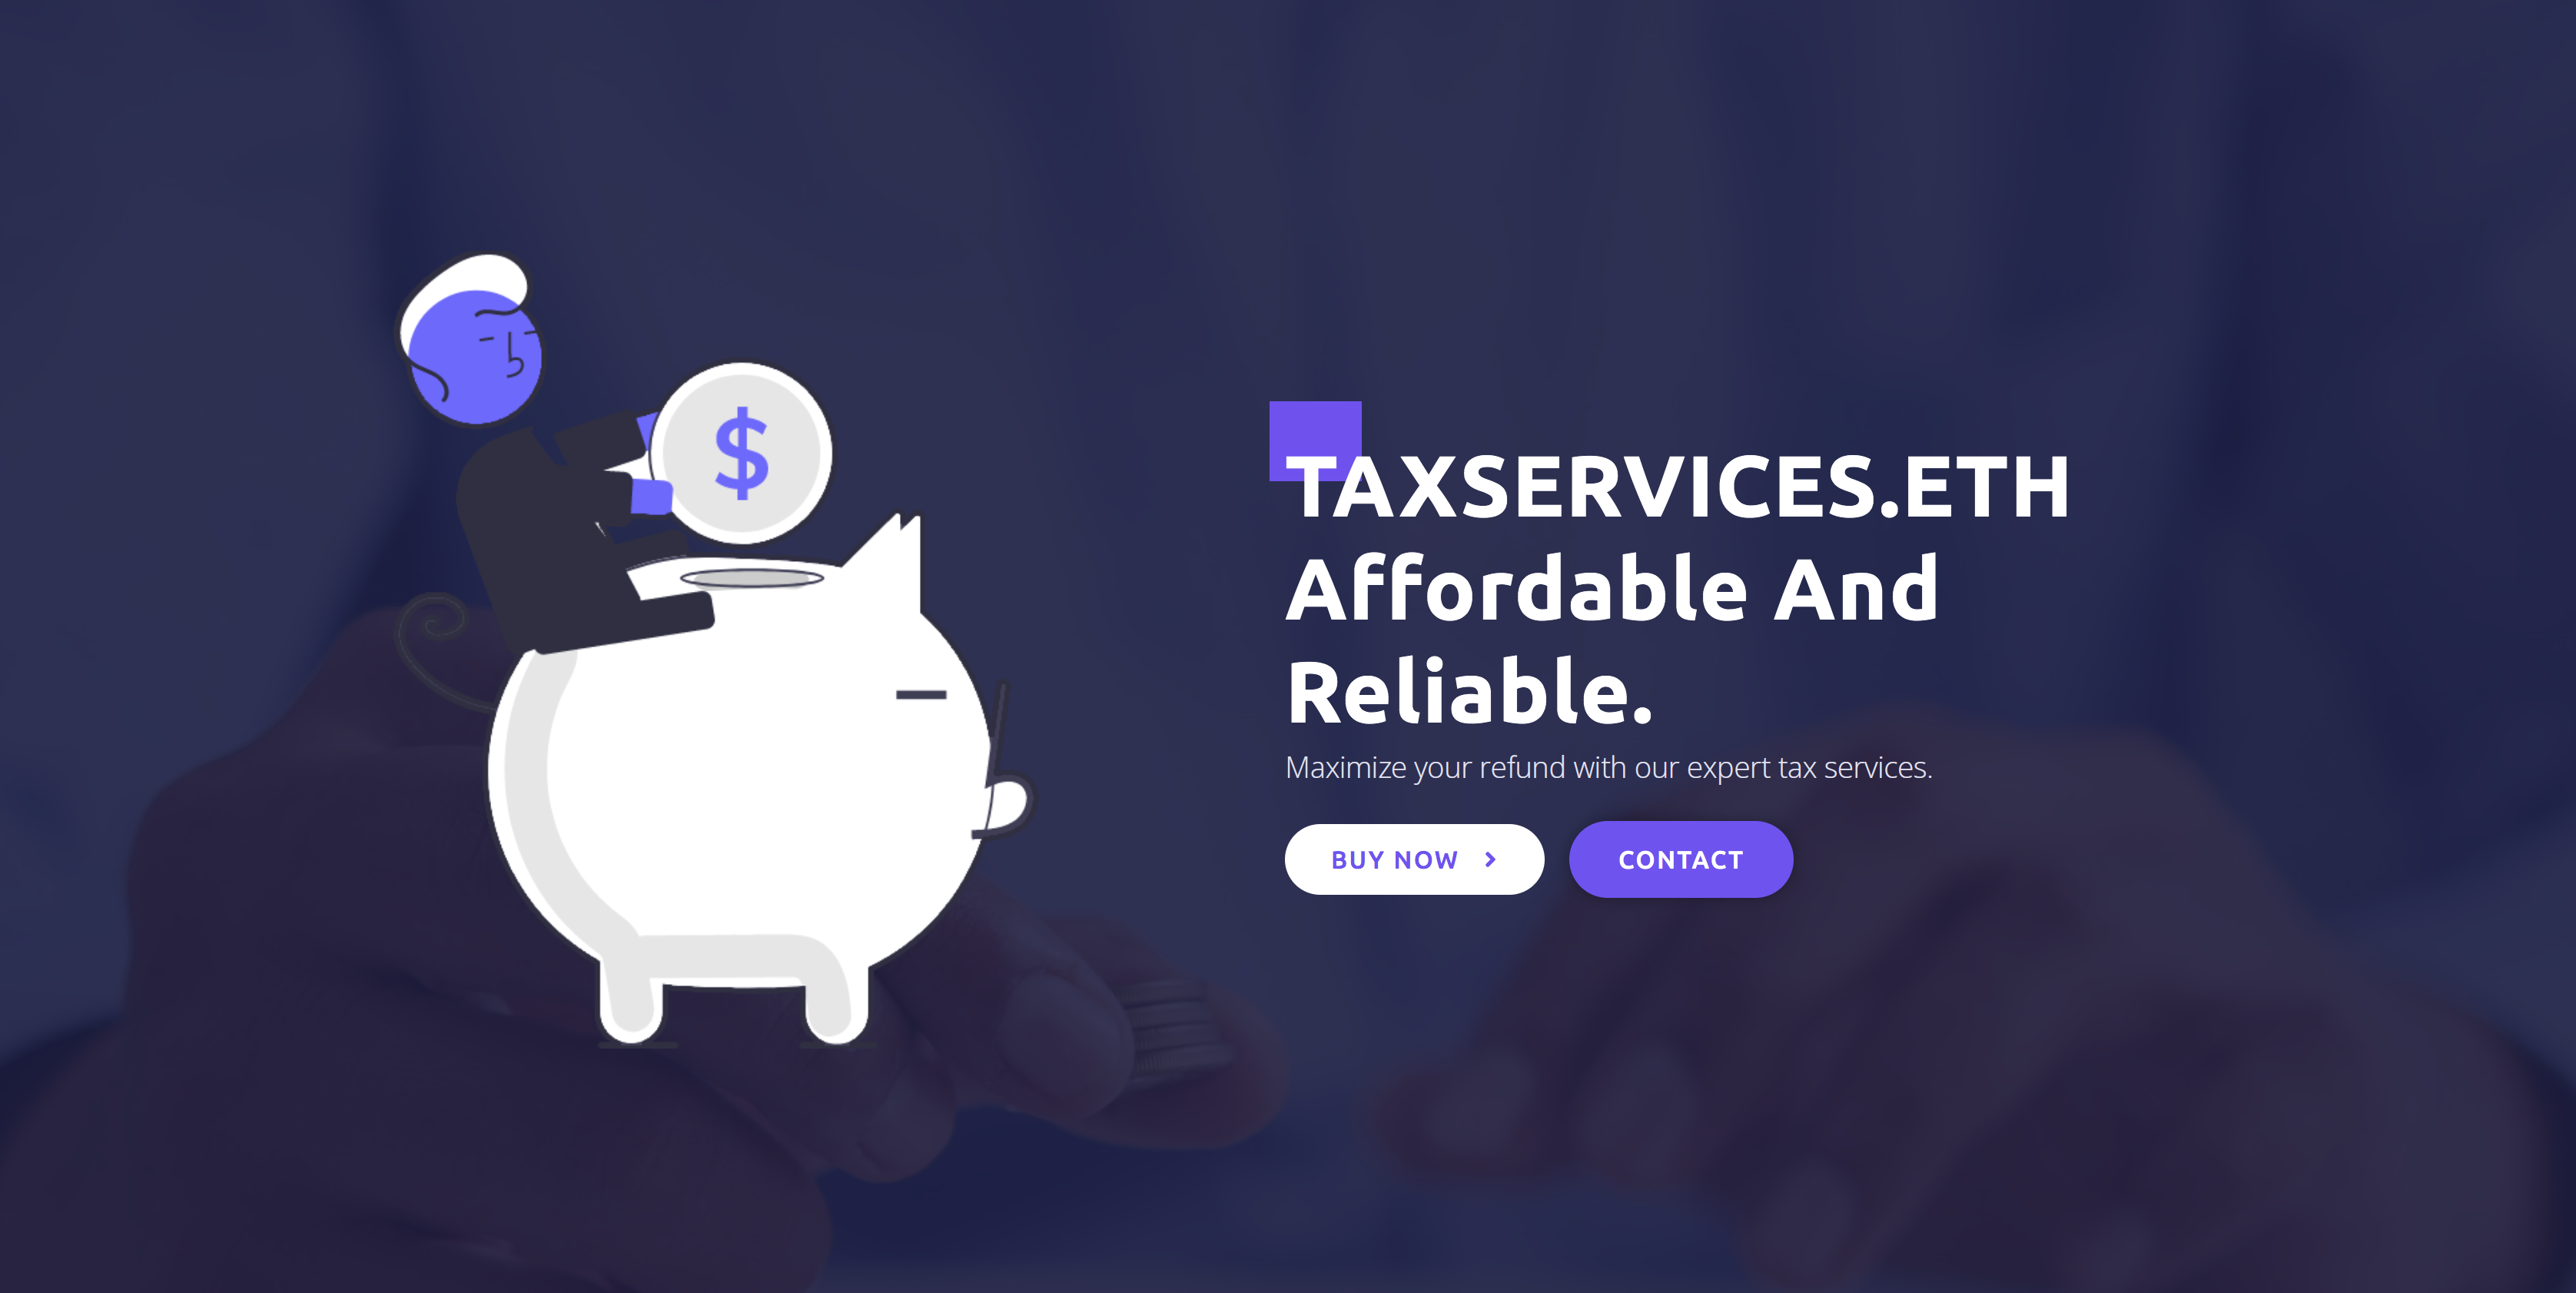 $
TAXSERVICES.ETH
Affordable And
Reliable.
Maximize your refund with our expert tax services.
BUY NOW
CONTACT